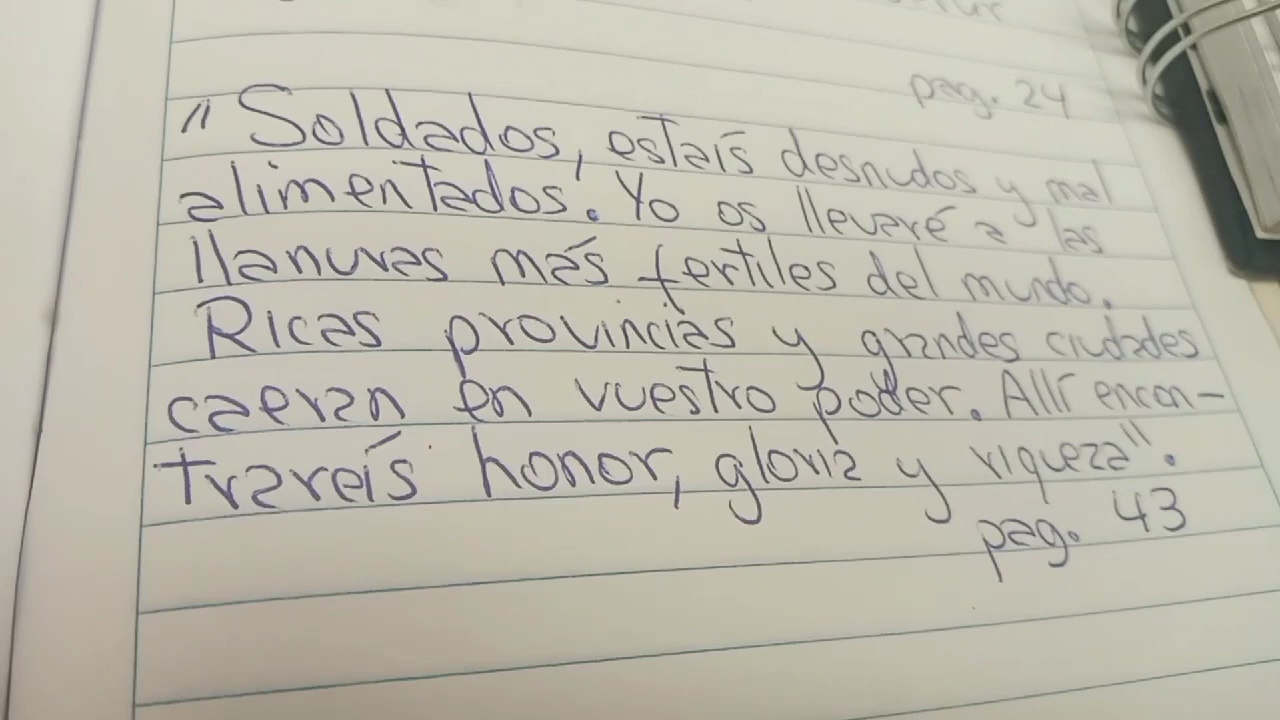 pag. 24
"Soldados, estaís desnudos y mal
alimentados. Yo os llevaré a las
llanuras más fertiles del mundo.
Ricas provincias y grandes ciudades
caeran en vuestro poder. Allí encon-
trareís honor, gloria y riqueza".
pag. 43